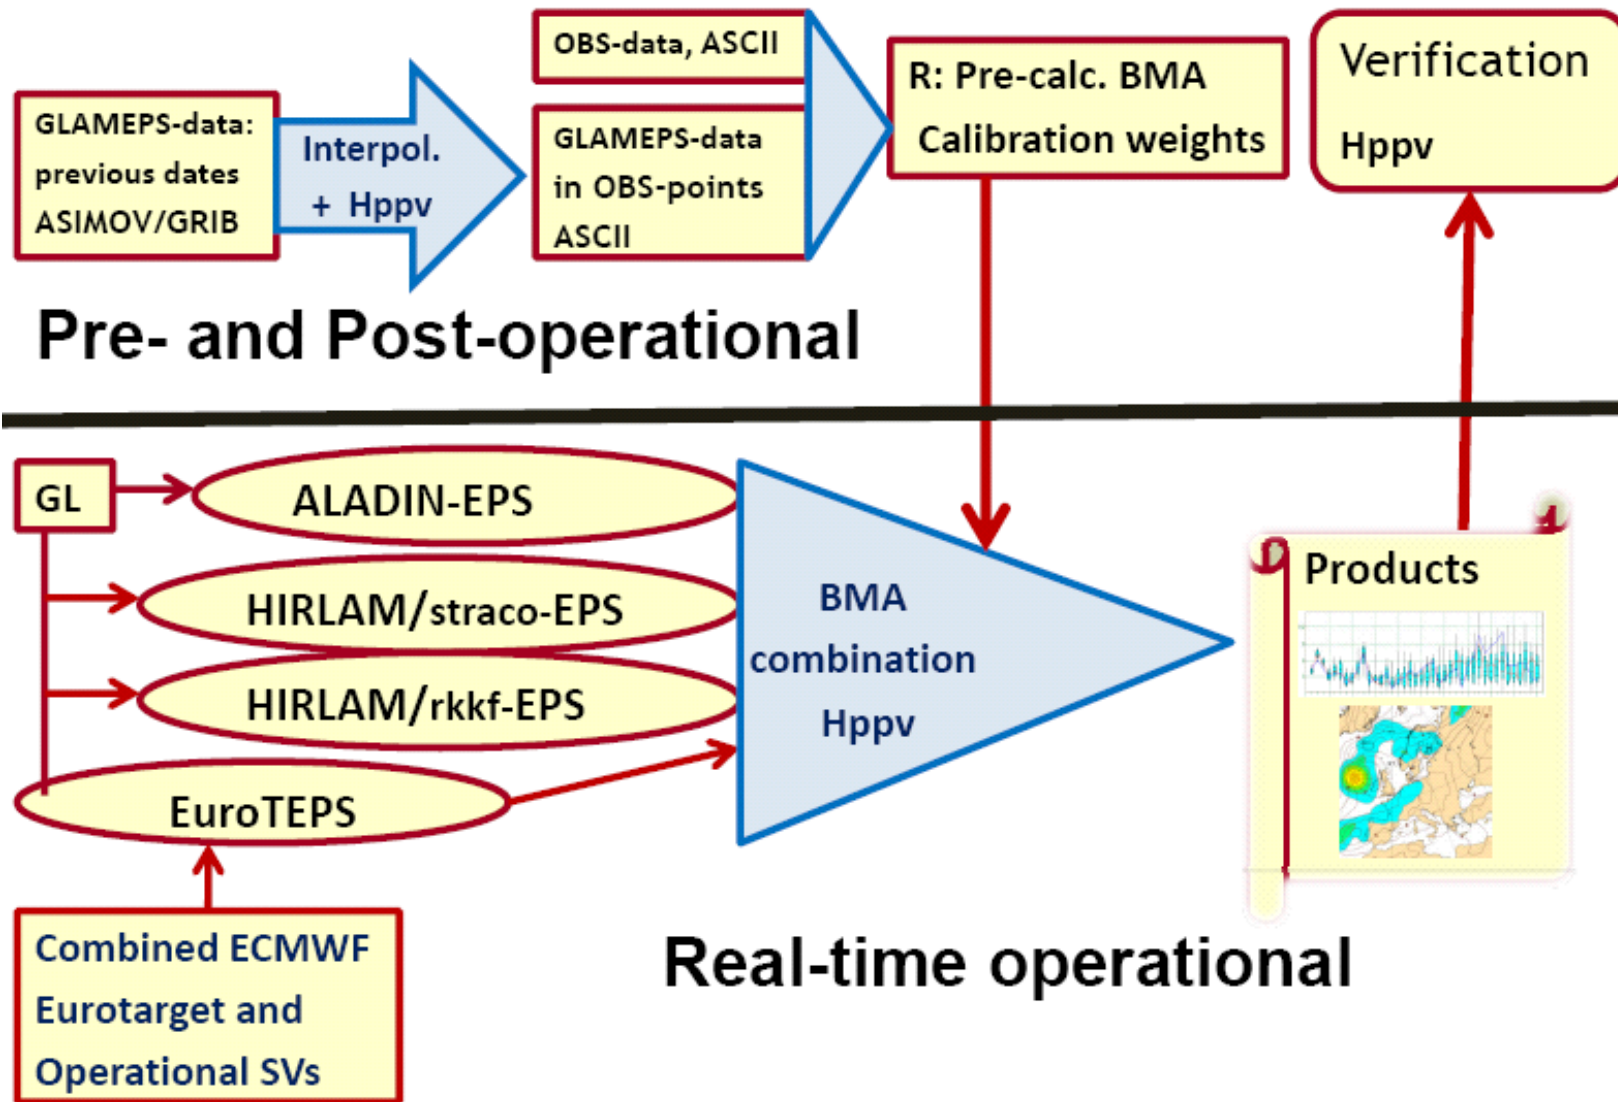 GLAMEPS-data:
previous dates
ASIMOV/GRIB
Interpol.
+ Hppv
OBS-data, ASCII
GLAMEPS-data
in OBS-points
ASCII
R: Pre-calc. BMA
Calibration weights
Verification
Hppv
Pre- and Post-operational
GL
ALADIN-EPS
HIRLAM/straco-EPS
HIRLAM/rkkf-EPS
EuroTEPS
BMA
combination
Hppv
Products
Combined ECMWF
Eurotarget and
Operational SVs
Real-time operational